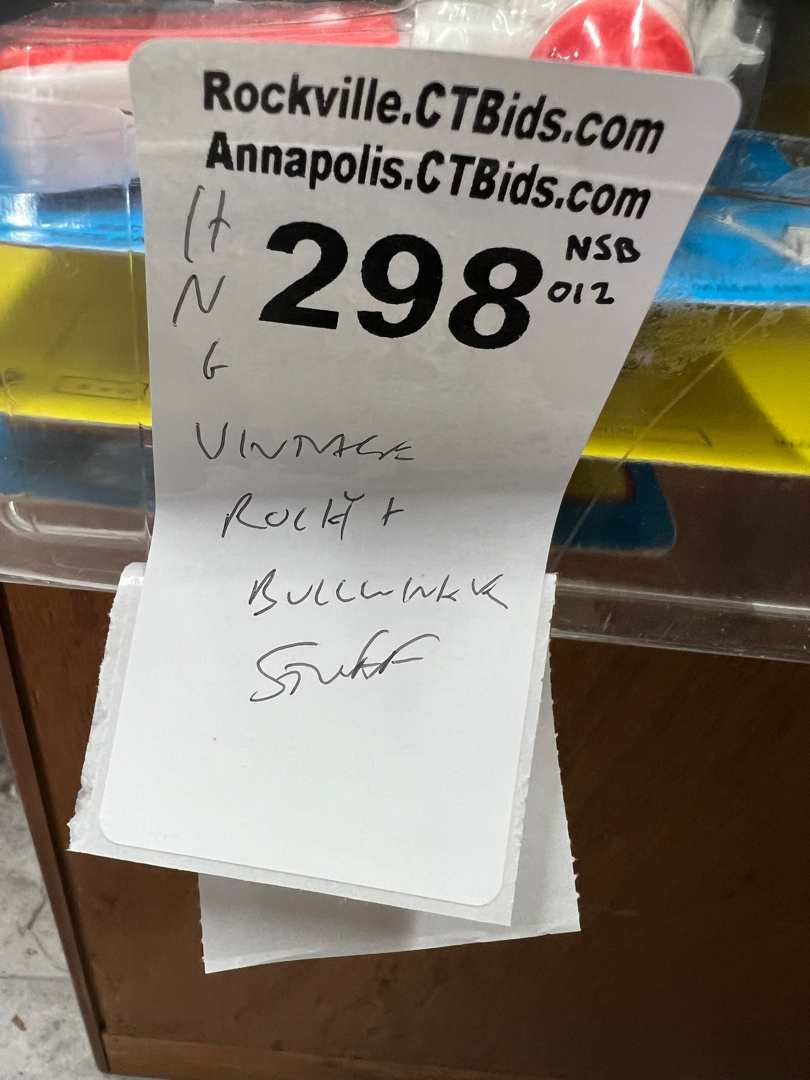 Rockville.CTBids.com
Annapolis.CTBids.com
H
N
G
298
NSB
012
VINTAGE
ROCKY +
BULLWINKLE
STUFF